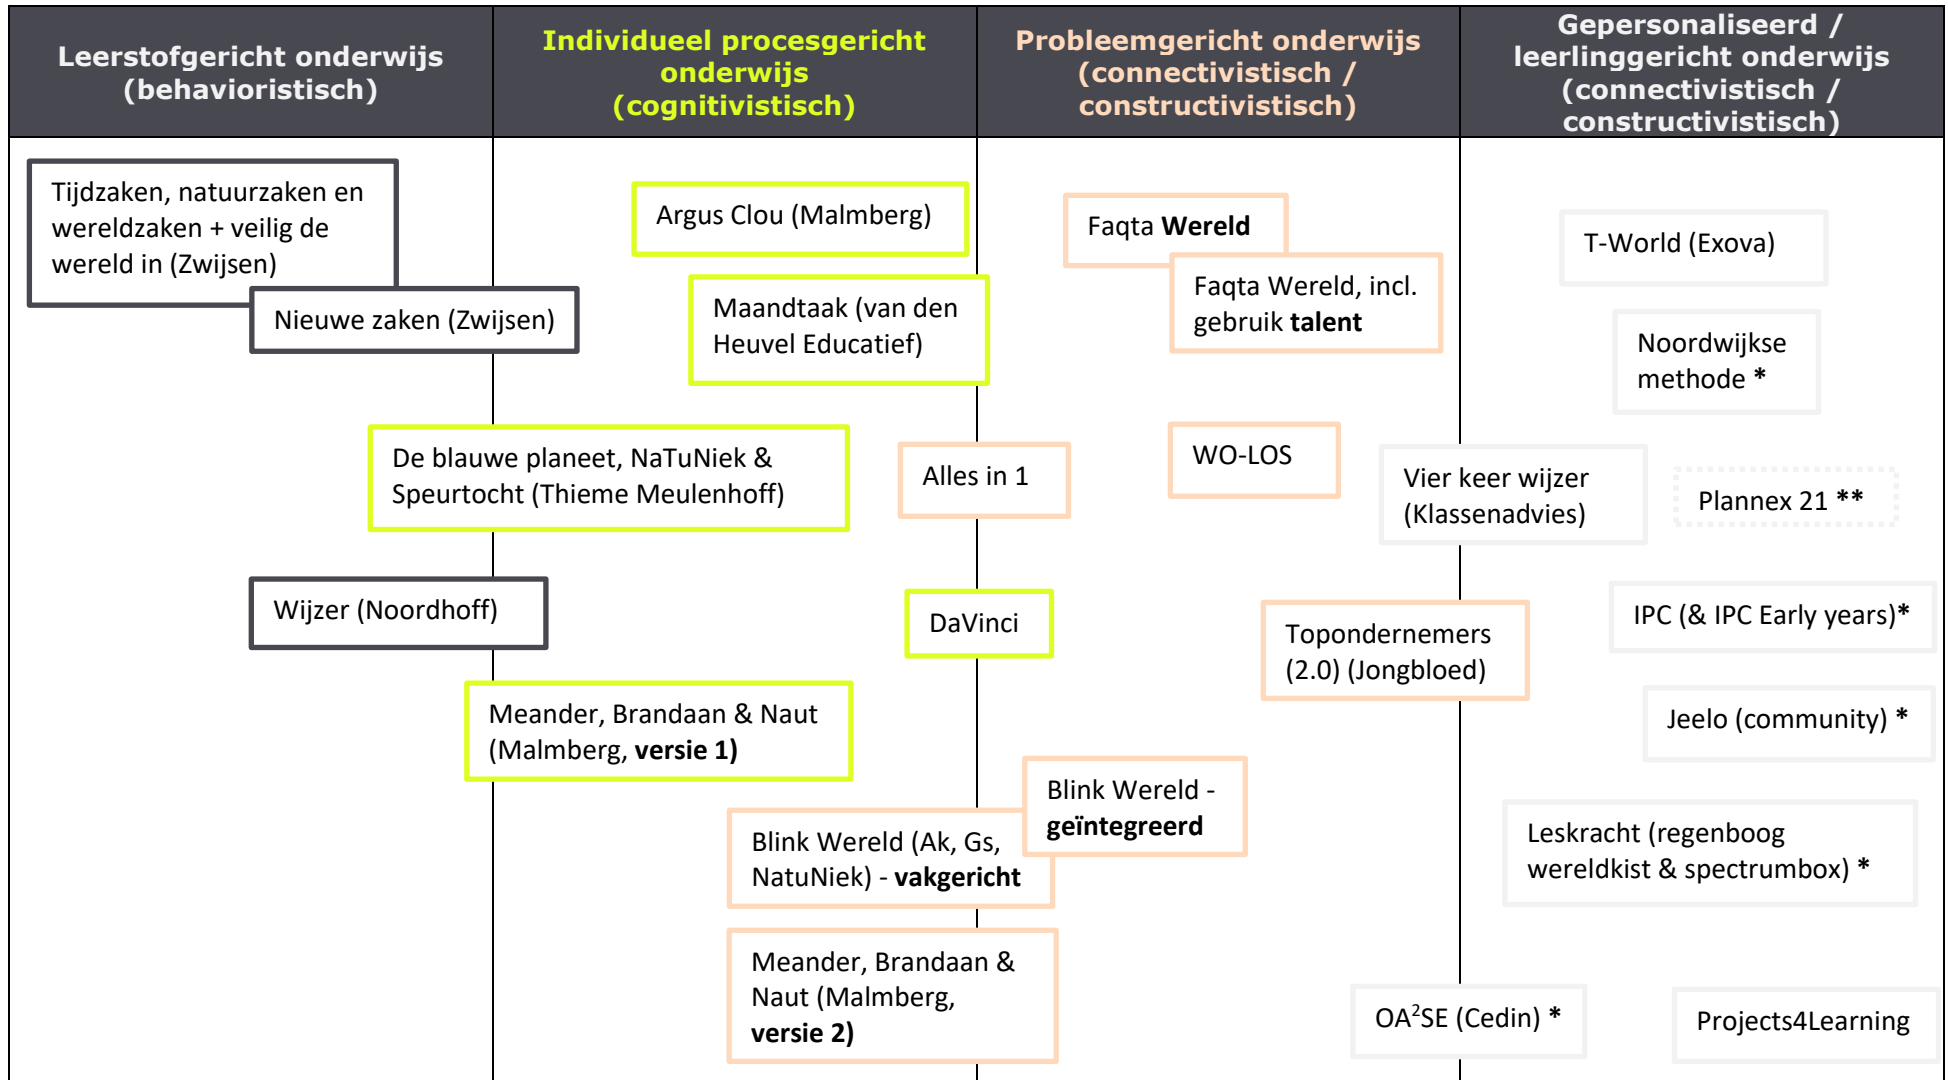 Leerstofgericht onderwijs
(behavioristisch)
Individueel procesgericht
onderwijs
(cognitivistisch)
Probleemgericht onderwijs
(connectivistisch /
constructivistisch)
Gepersonaliseerd /
leerlinggericht onderwijs
(connectivistisch /
constructivistisch)
Tijdzaken, natuurzaken en
wereldzaken + veilig de
wereld in (Zwijsen)
Nieuwe zaken (Zwijsen)
Argus Clou (Malmberg)
Maandtaak (van den
Heuvel Educatief)
Faqta Wereld
Faqta Wereld, incl.
gebruik talent
T-World (Exova)
Noordwijkse
methode *
De blauwe planeet, NaTuNiek &
Speurtocht (Thieme Meulenhoff)
Alles in 1
WO-LOS
Vier keer wijzer
(Klassenadvies)
Plannex 21 **
Wijzer (Noordhoff)
DaVinci
Topondernemers
(2.0) (Jongbloed)
IPC (& IPC Early years)*
Meander, Brandaan & Naut
(Malmberg, versie 1)
Jeelo (community) *
Blink Wereld (Ak, Gs,
NatuNiek) - vakgericht
Blink Wereld -
geïntegreerd
Leskracht (regenboog
wereldkist & spectrumbox) *
Meander, Brandaan &
Naut (Malmberg,
versie 2)
OA²SE (Cedin) *
Projects4Learning